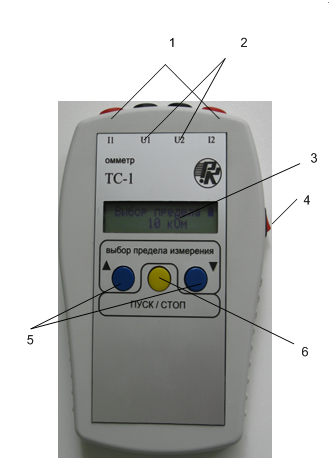 1 2
I1 U1 U2 I2
омметр
ТС-1
3
4
Выбор предела
10 кОм
выбор предела измерения
5
ПУСК / СТОП
6